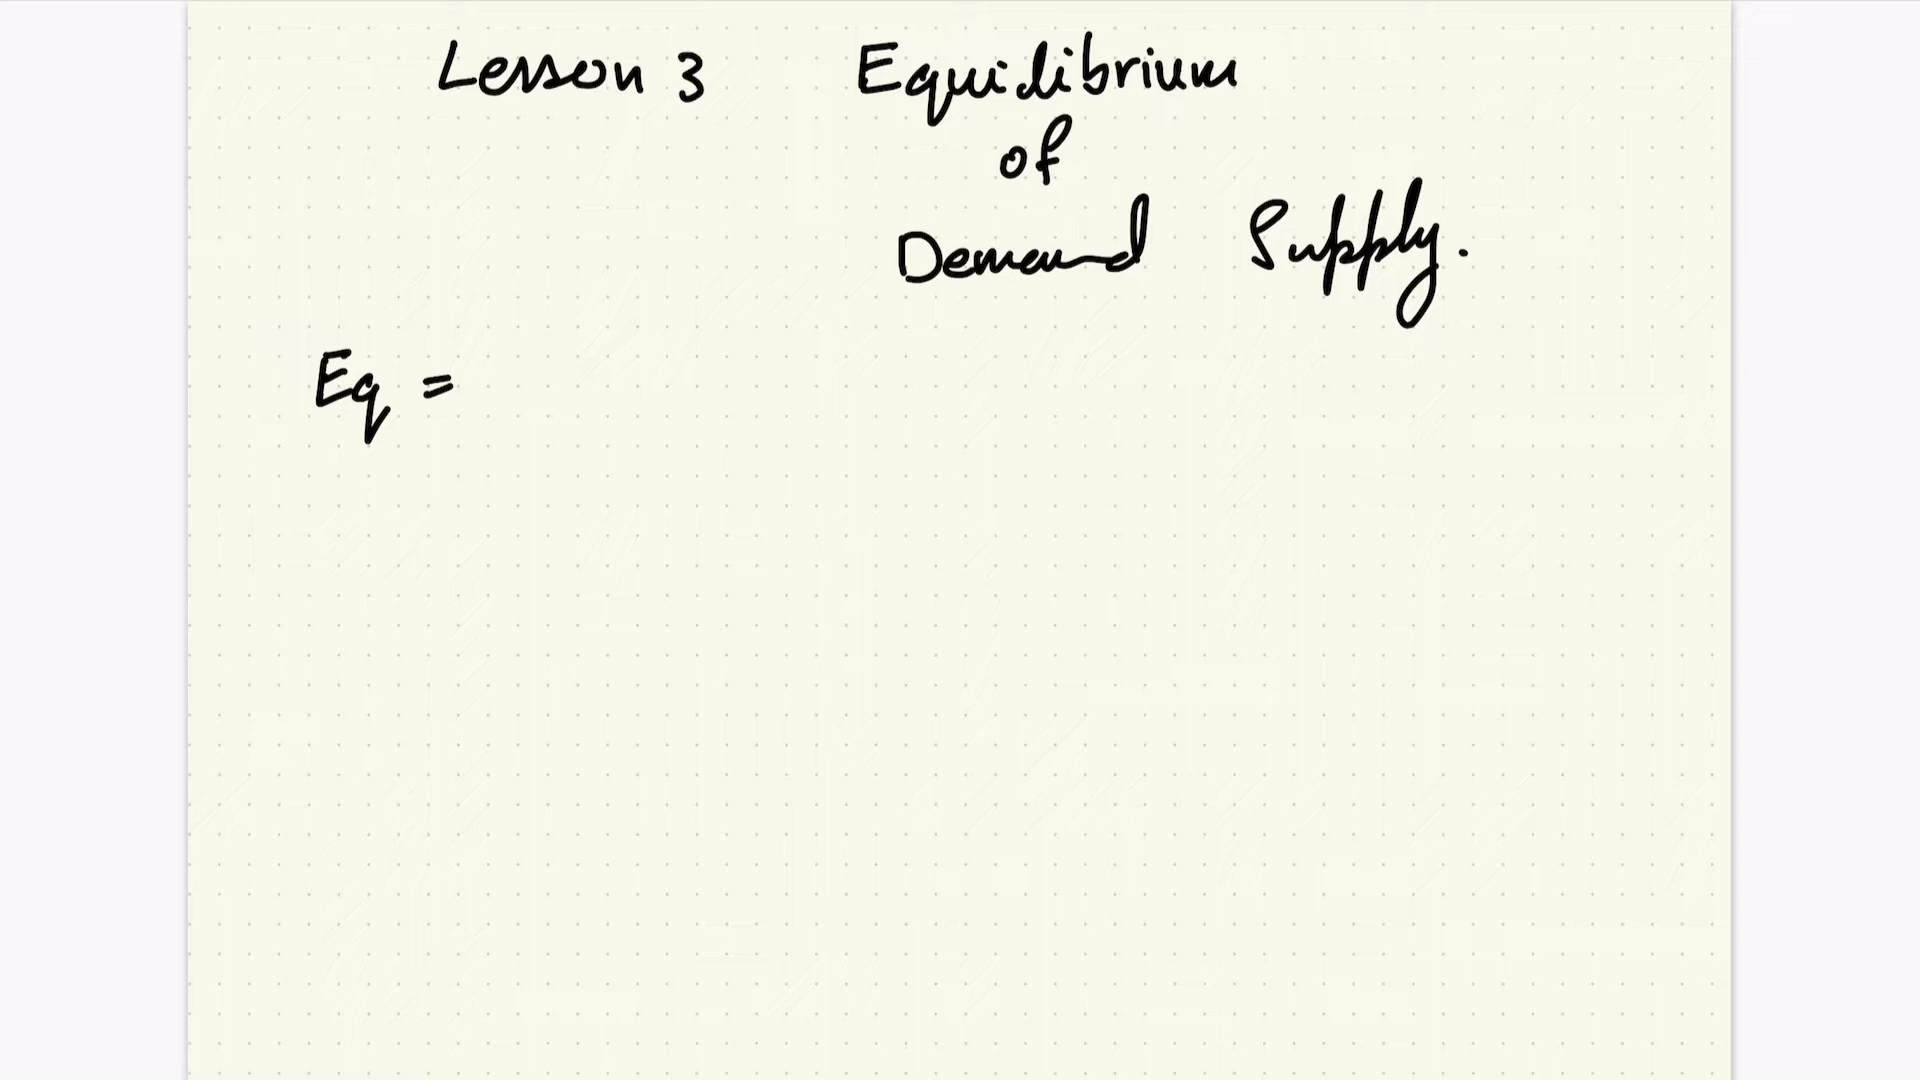 Lesson 3 Equilibrium
of
Demand Supply.
Eq =